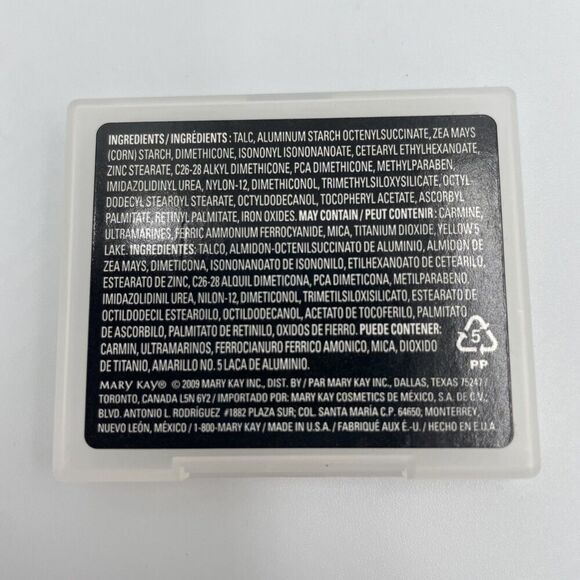 INGREDIENTS / INGRÉDIENTS : TALC, ALUMINUM STARCH OCTENYLSUCCINATE, ZEA MAYS
(CORN) STARCH, DIMETHICONE, ISONONYL ISONONANOATE, CETEARYL ETHYLHEXANOATE,
ZINC STEARATE, C26-28 ALKYL DIMETHICONE, PCA DIMETHICONE, METHYLPARABEN,
IMIDAZOLIDINYL UREA, NYLON-12, DIMETHICONOL, TRIMETHYLSILOXYSILICATE, OCTYL-
DODECYL STEAROYL STEARATE, OCTYLDODECANOL, TOCOPHERYL ACETATE, ASCORBYL
PALMITATE, RETINYL PALMITATE, IRON OXIDES. MAY CONTAIN / PEUT CONTENIR : CARMINE,
ULTRAMARINES, FERRIC AMMONIUM FERROCYANIDE, MICA, TITANIUM DIOXIDE, YELLOW 5
LAKE. INGREDIENTES: TALCO, ALMIDON-OCTENILSUCCINATO DE ALUMINIO, ALMIDON DE
ZEA MAYS, DIMETICONA, ISONONANOATO DE ISONONILO, ETILHEXANOATO DE CETEARILO,
ESTEARATO DE ZINC, C26-28 ALQUIL DIMETICONA, PCA DIMETICONA, METILPARABENO,
IMIDAZOLIDINIL UREA, NILON-12, DIMETICONOL, TRIMETILSILOXISILICATO, ESTEARATO DE
OCTILDODECIL ESTEAROILO, OCTILDODECANOL, ACETATO DE TOCOFERILO, PALMITATO
DE ASCORBILO, PALMITATO DE RETINILO, OXIDOS DE FIERRO. PUEDE CONTENER:
CARMIN, ULTRAMARINOS, FERROCIANURO FERRICO AMONICO, MICA, DIOXIDO
DE TITANIO, AMARILLO NO. 5 LACA DE ALUMINIO.
5
PP
MARY KAY® © 2009 MARY KAY INC., DIST. BY / PAR MARY KAY INC., DALLAS, TEXAS 75247 /
TORONTO, CANADA L5N 6Y2 / IMPORTADO POR: MARY KAY COSMETICS DE MÉXICO, S.A. DE C.V.,
BLVD. ANTONIO L. RODRÍGUEZ #1882 PLAZA SUR; COL. SANTA MARÍA C.P. 64650; MONTERREY,
NUEVO LEÓN, MÉXICO / 1-800-MARY KAY / MADE IN U.S.A. / FABRIQUÉ AUX É.-U. / HECHO EN E.U.A